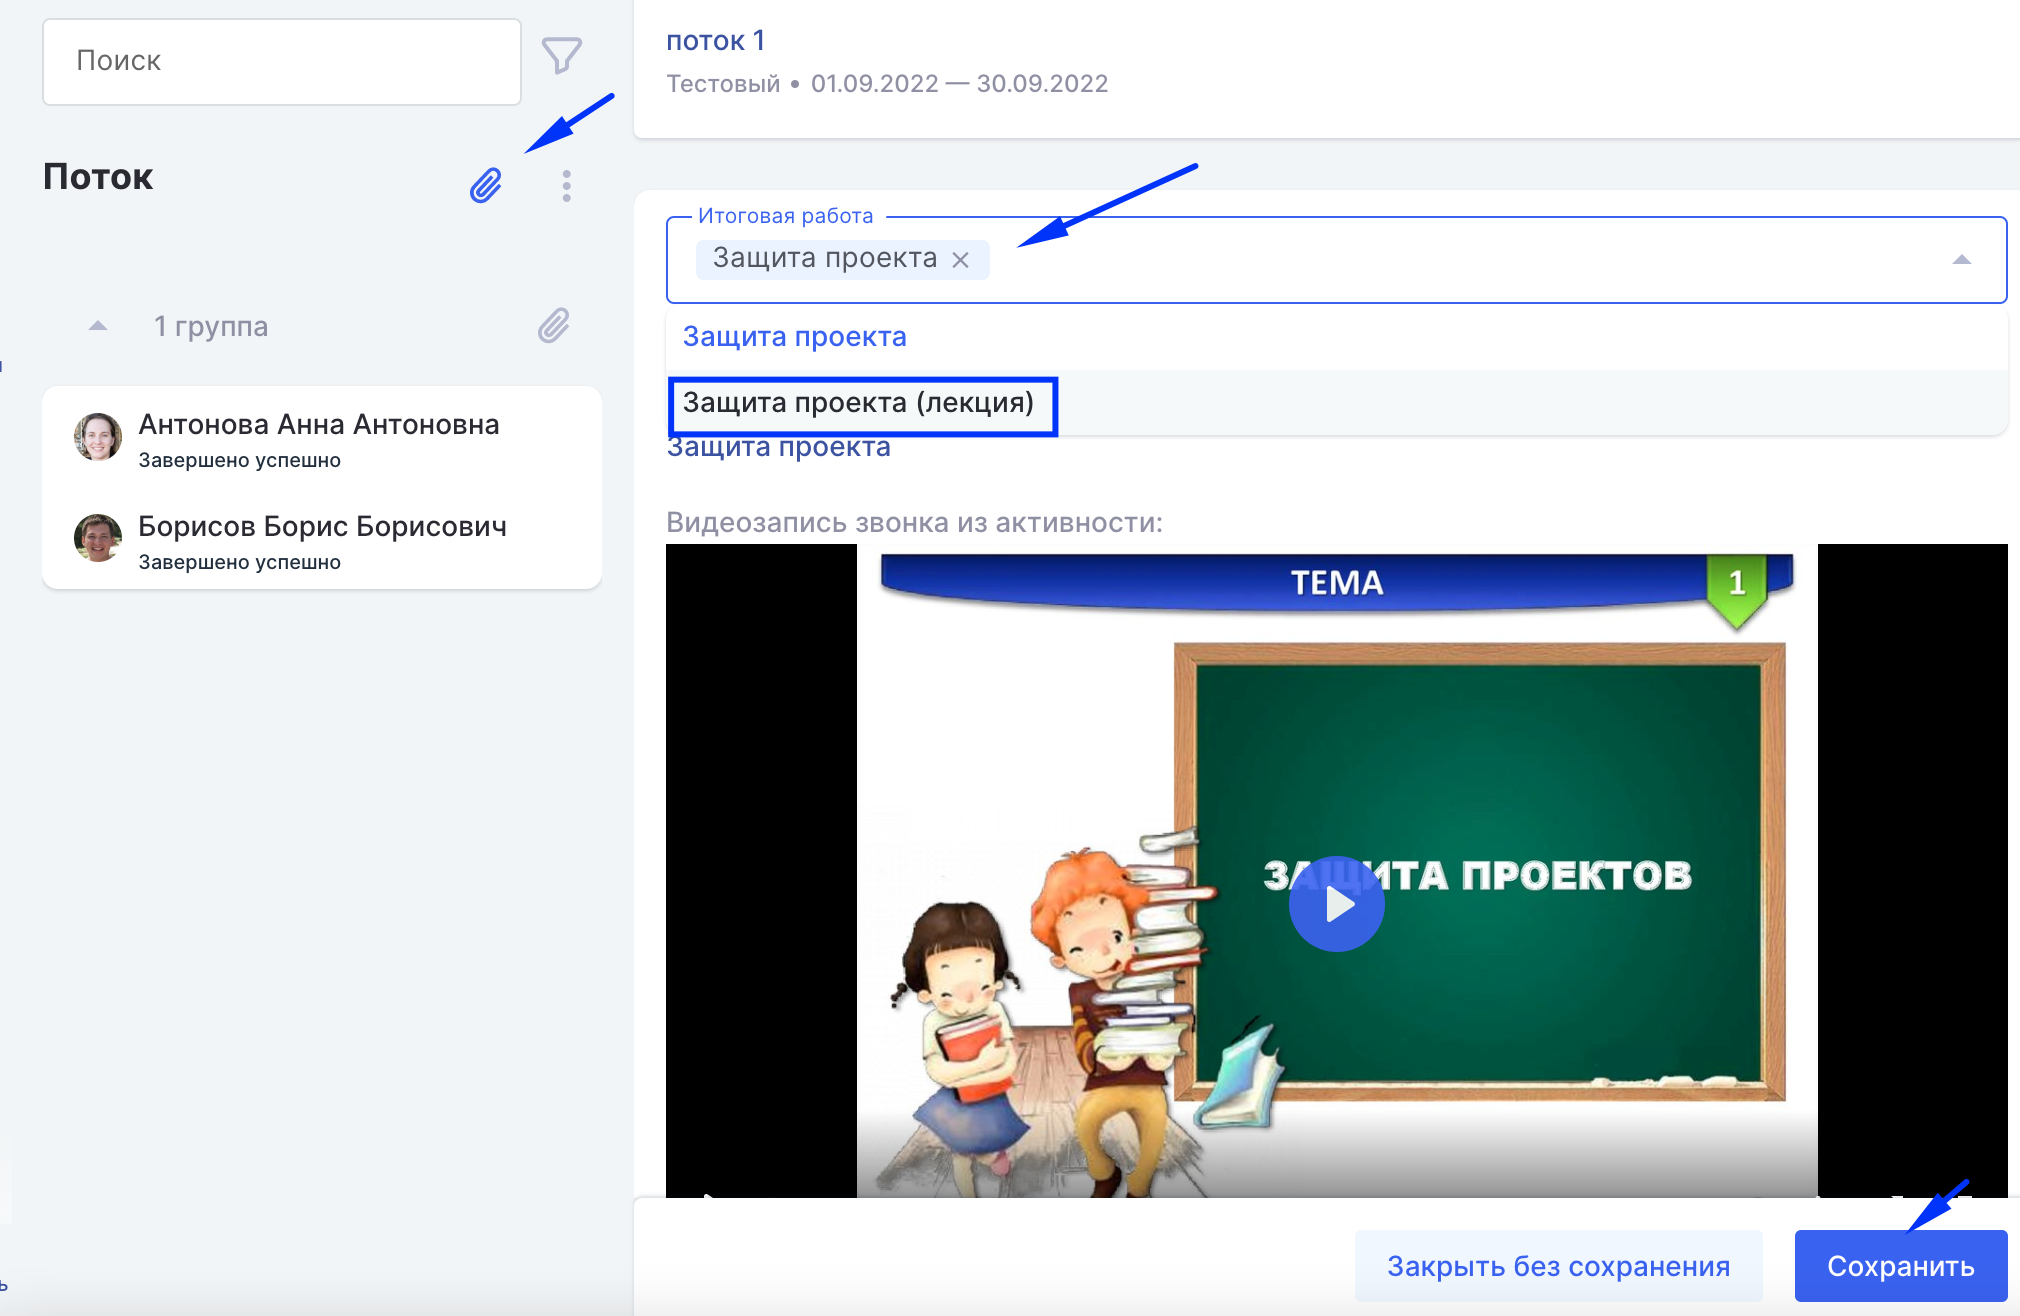 Поиск
Поток
1 группа
Антонова Анна Антоновна
Завершено успешно
Борисов Борис Борисович
Завершено успешно
поток 1
Тестовый • 01.09.2022 — 30.09.2022
Итоговая работа
Защита проекта
Защита проекта
Защита проекта (лекция)
Защита проекта
Видеозапись звонка из активности:
ТЕМА
1
ЗАЩИТА ПРОЕКТОВ
Закрыть без сохранения
Сохранить